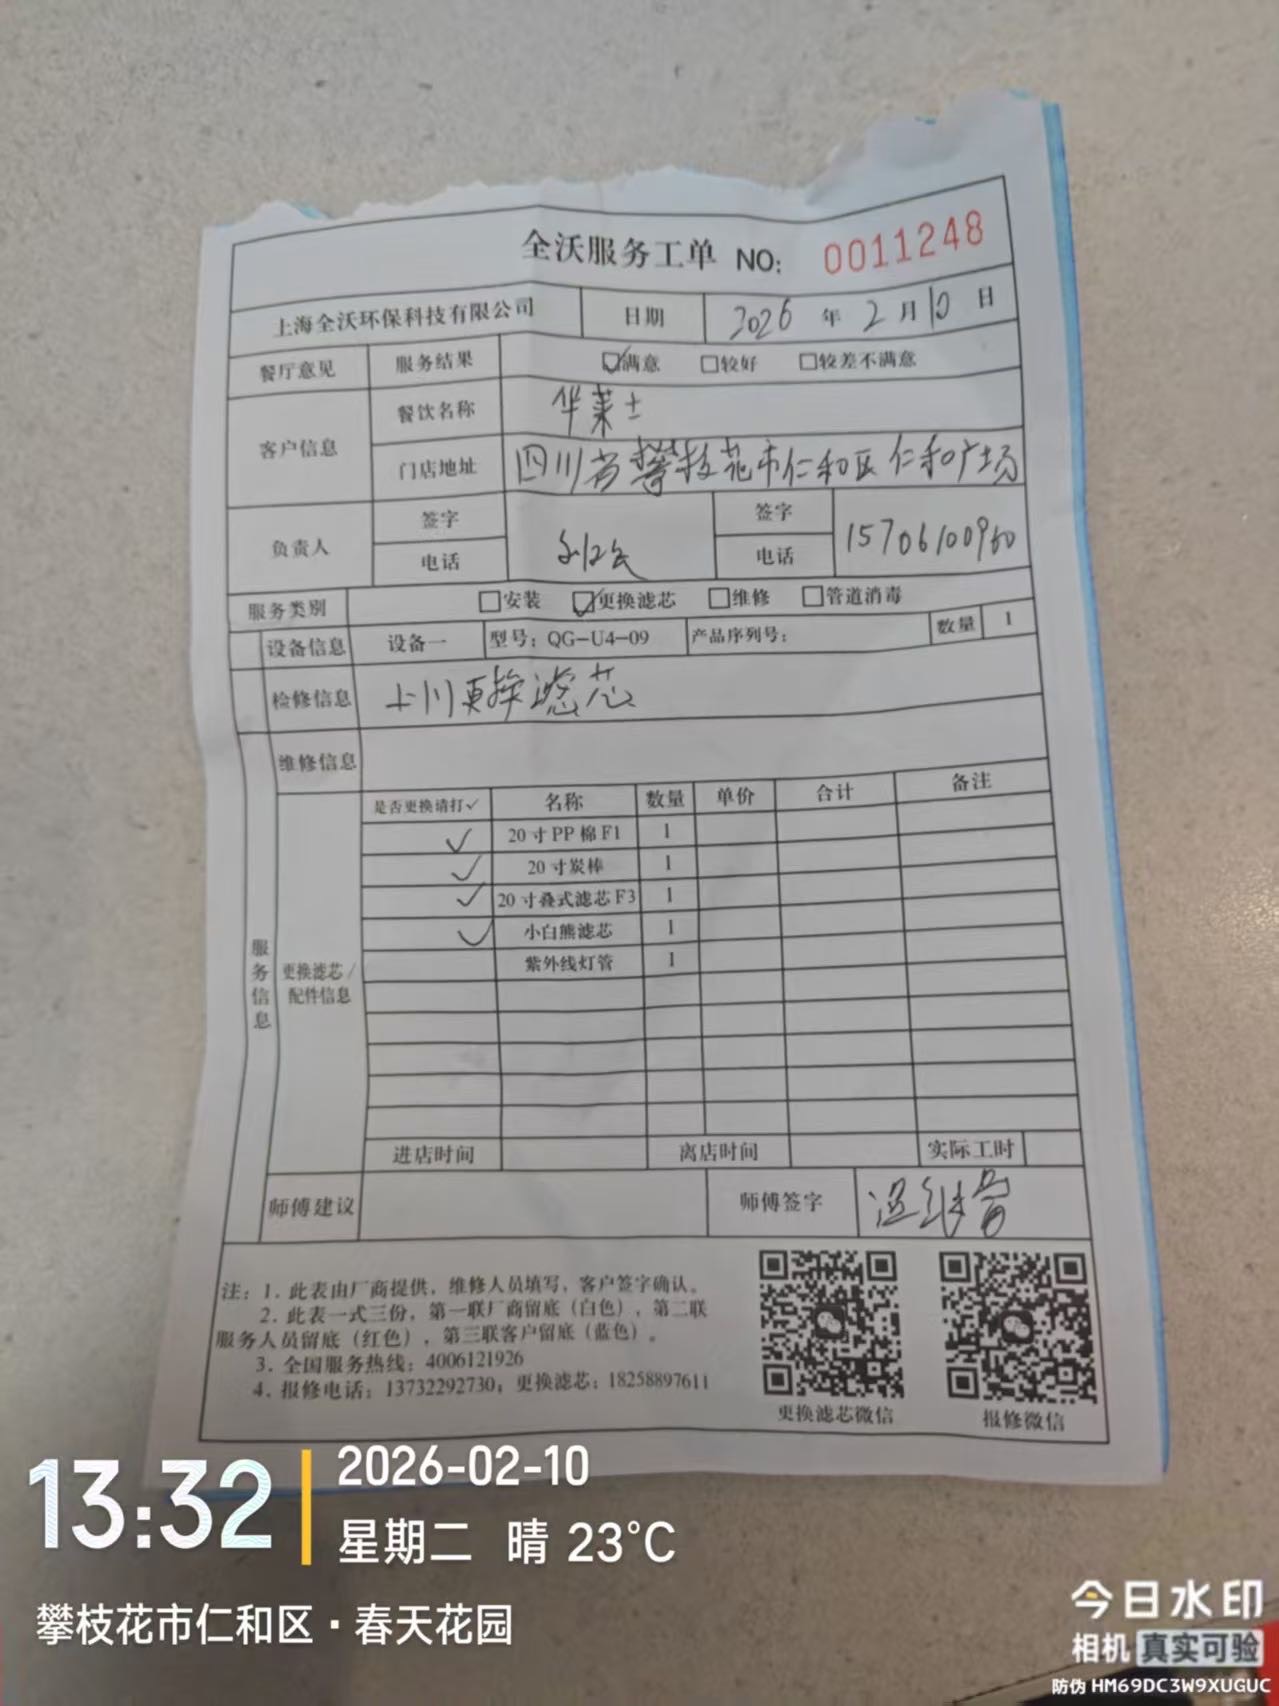 全沃服务工单 NO: 0011248
上海全沃环保科技有限公司 日期 2026 年 2 月 10 日
餐厅意见 服务结果 ☑满意 □较好 □较差不满意
客户信息 餐饮名称 华莱士
门店地址 四川省攀枝花市仁和区仁和广场
负责人 签字 签字
电话 电话 15706100960
服务类别 □安装 ☑更换滤芯 □维修 □管道消毒
设备信息 设备一 型号: QG-U4-09 产品序列号: 数量 1
检修信息 更换滤芯
维修信息
服务信息
更换滤芯/配件信息
是否更换请打✓ 名称 数量 单价 合计 备注
✓ 20寸PP棉F1 1
✓ 20寸炭棒 1
✓ 20寸叠式滤芯F3 1
✓ 小白熊滤芯 1
紫外线灯管 1
进店时间 离店时间 实际工时
师傅建议 师傅签字
注: 1. 此表由厂商提供, 维修人员填写, 客户签字确认。
2. 此表一式三份, 第一联厂商留底 (白色) , 第二联
服务人员留底 (红色) , 第三联客户留底 (蓝色) 。
3. 全国服务热线: 4006121926
4. 报修电话: 13732292730; 更换滤芯: 18258897611
更换滤芯微信 报修微信
13:32 2026-02-10
星期二 晴 23°C
攀枝花市仁和区·春天花园
今日水印
相机 真实可验
防伪 HM69DC3W9XUGUC